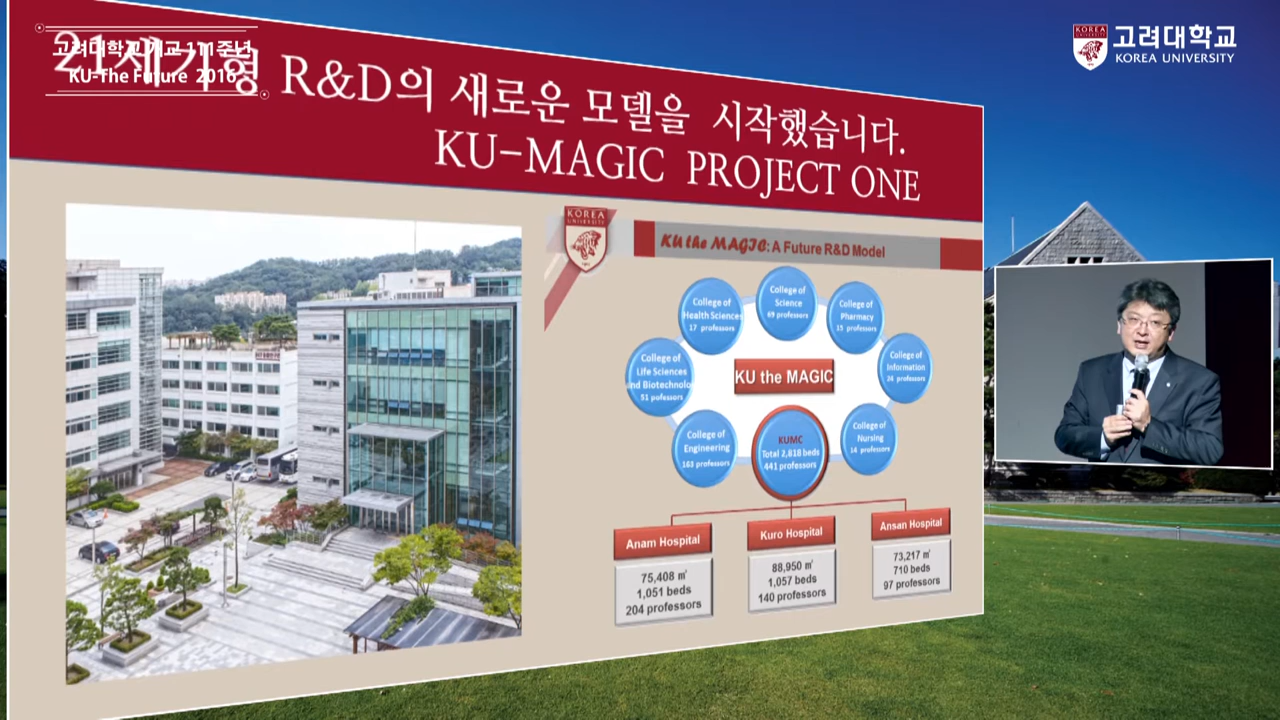 고려대학교 개교 111주년
KU-The Future 2016
KOREA
UNIVERSITY
고려대학교
KOREA UNIVERSITY
21세기형 R&D의 새로운 모델을 시작했습니다.
KU-MAGIC PROJECT ONE
KOREA
UNIVERSITY
KU the MAGIC: A Future R&D Model
College of
Health Sciences
17 professors
College of
Science
69 professors
College of
Pharmacy
15 professors
College of
Life Sciences
nd Biotechnolo
51 pofessors
KU the MAGIC
College of
Information
professors
College of
Engineering
163 professors
KUMC
Total 2,818 beds
441 professors
College of
Nursing
14 professors
Anam Hospital
75,408 ㎡
1,051 beds
204 professors
Kuro Hospital
88,950 ㎡
1,057 beds
140 professors
Ansan Hospital
73,217 ㎡
710 beds
97 professors